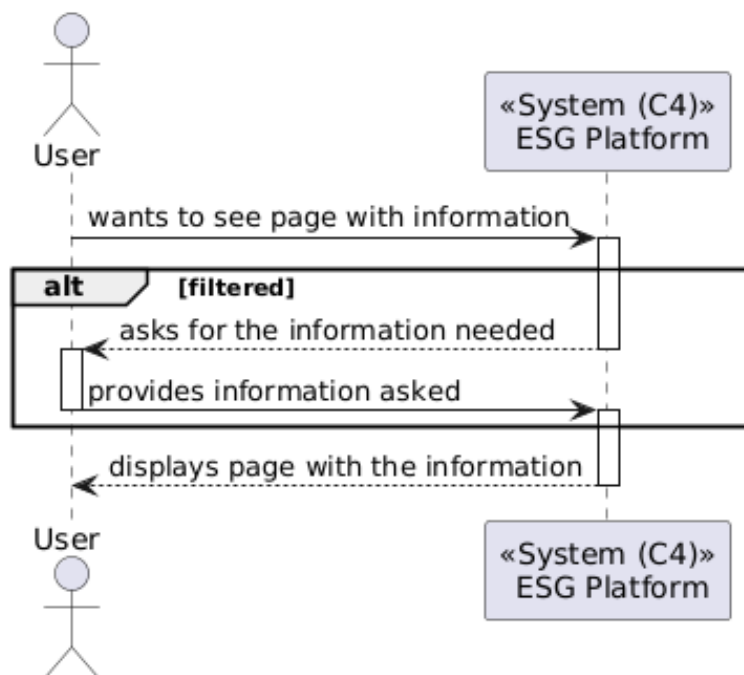 User
«System (C4)»
ESG Platform
wants to see page with information
alt [filtered]
asks for the information needed
provides information asked
displays page with the information
User
«System (C4)»
ESG Platform